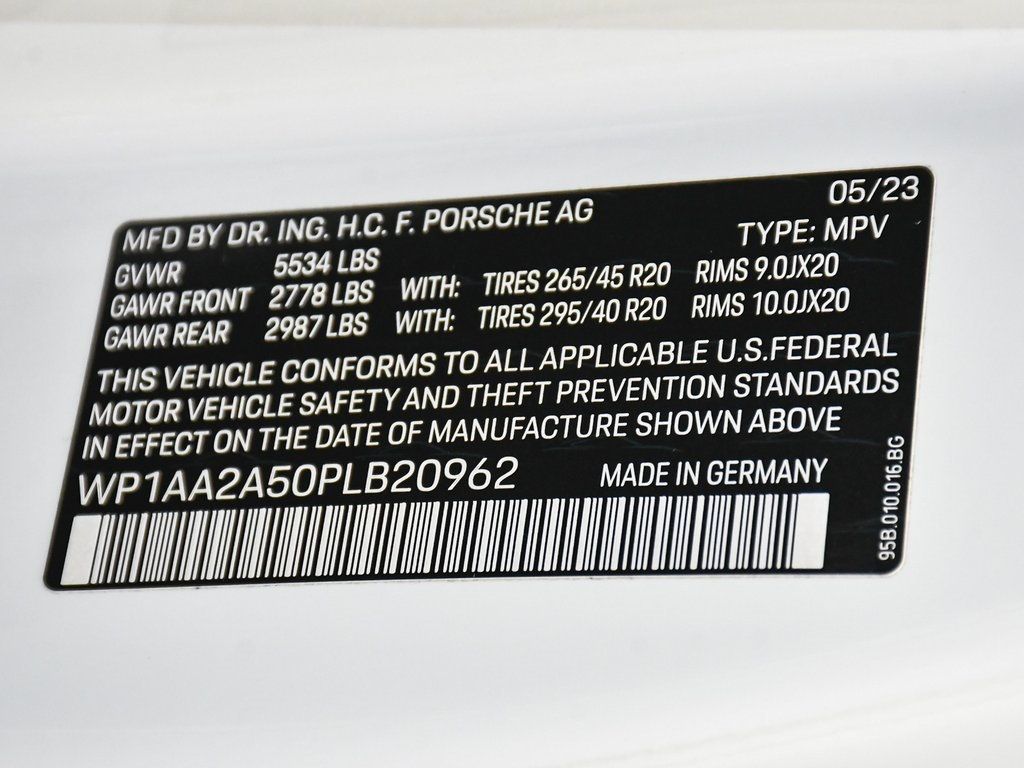 05/23
MFD BY DR. ING. H.C. F. PORSCHE AG
TYPE: MPV
GVWR 5534 LBS
GAWR FRONT 2778 LBS WITH: TIRES 265/45 R20 RIMS 9.0JX20
GAWR REAR 2987 LBS WITH: TIRES 295/40 R20 RIMS 10.0JX20
THIS VEHICLE CONFORMS TO ALL APPLICABLE U.S.FEDERAL
MOTOR VEHICLE SAFETY AND THEFT PREVENTION STANDARDS
IN EFFECT ON THE DATE OF MANUFACTURE SHOWN ABOVE
WP1AA2A50PLB20962 MADE IN GERMANY
95B.010.016.BG